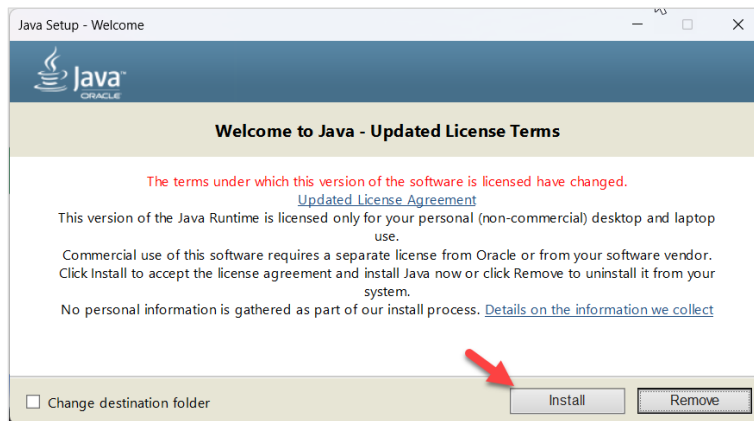 Java Setup - Welcome
Java
ORACLE
Welcome to Java - Updated License Terms
The terms under which this version of the software is licensed have changed.
Updated License Agreement
This version of the Java Runtime is licensed only for your personal (non-commercial) desktop and laptop
use.
Commercial use of this software requires a separate license from Oracle or from your software vendor.
Click Install to accept the license agreement and install Java now or click Remove to uninstall it from your
system.
No personal information is gathered as part of our install process. Details on the information we collect
Change destination folder
Install
Remove